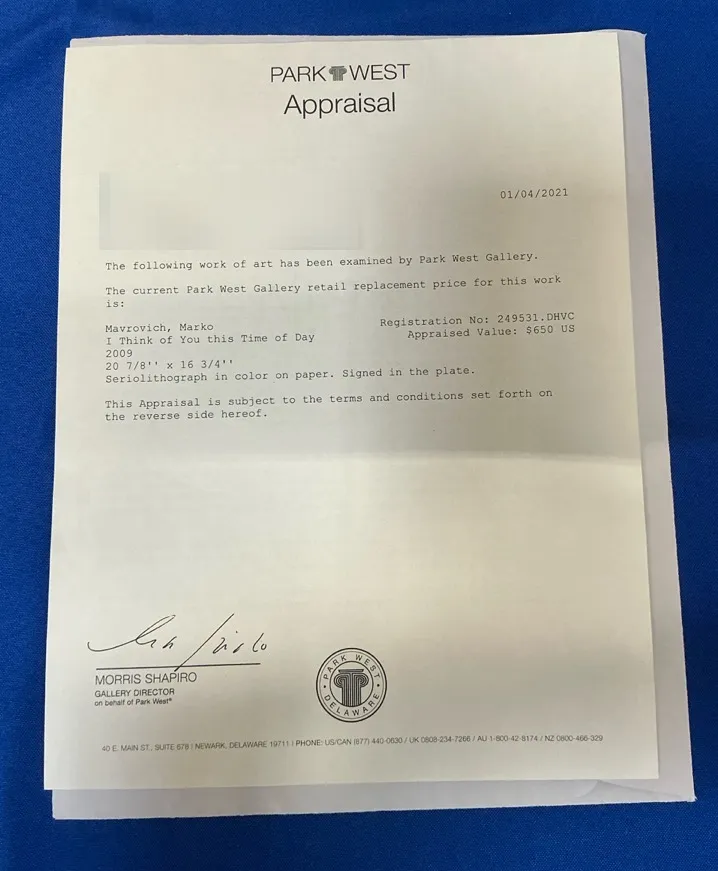 PARK WEST
Appraisal
01/04/2021
The following work of art has been examined by Park West Gallery.
The current Park West Gallery retail replacement price for this work
is:
Mavrovich, Marko
Registration No: 249531.DHVC
I Think of You this Time of Day
Appraised Value: $650 US
2009
20 7/8'' x 16 3/4''
Seriolithograph in color on paper. Signed in the plate.
This Appraisal is subject to the terms and conditions set forth on
the reverse side hereof.
MORRIS SHAPIRO
GALLERY DIRECTOR
on behalf of Park West®
PARK WEST
DELAWARE
40 E. MAIN ST., SUITE 678 | NEWARK, DELAWARE 19711 | PHONE: US/CAN (877) 440-0630 / UK 0808-234-7266 / AU 1-800-42-8174 / NZ 0800-466-329